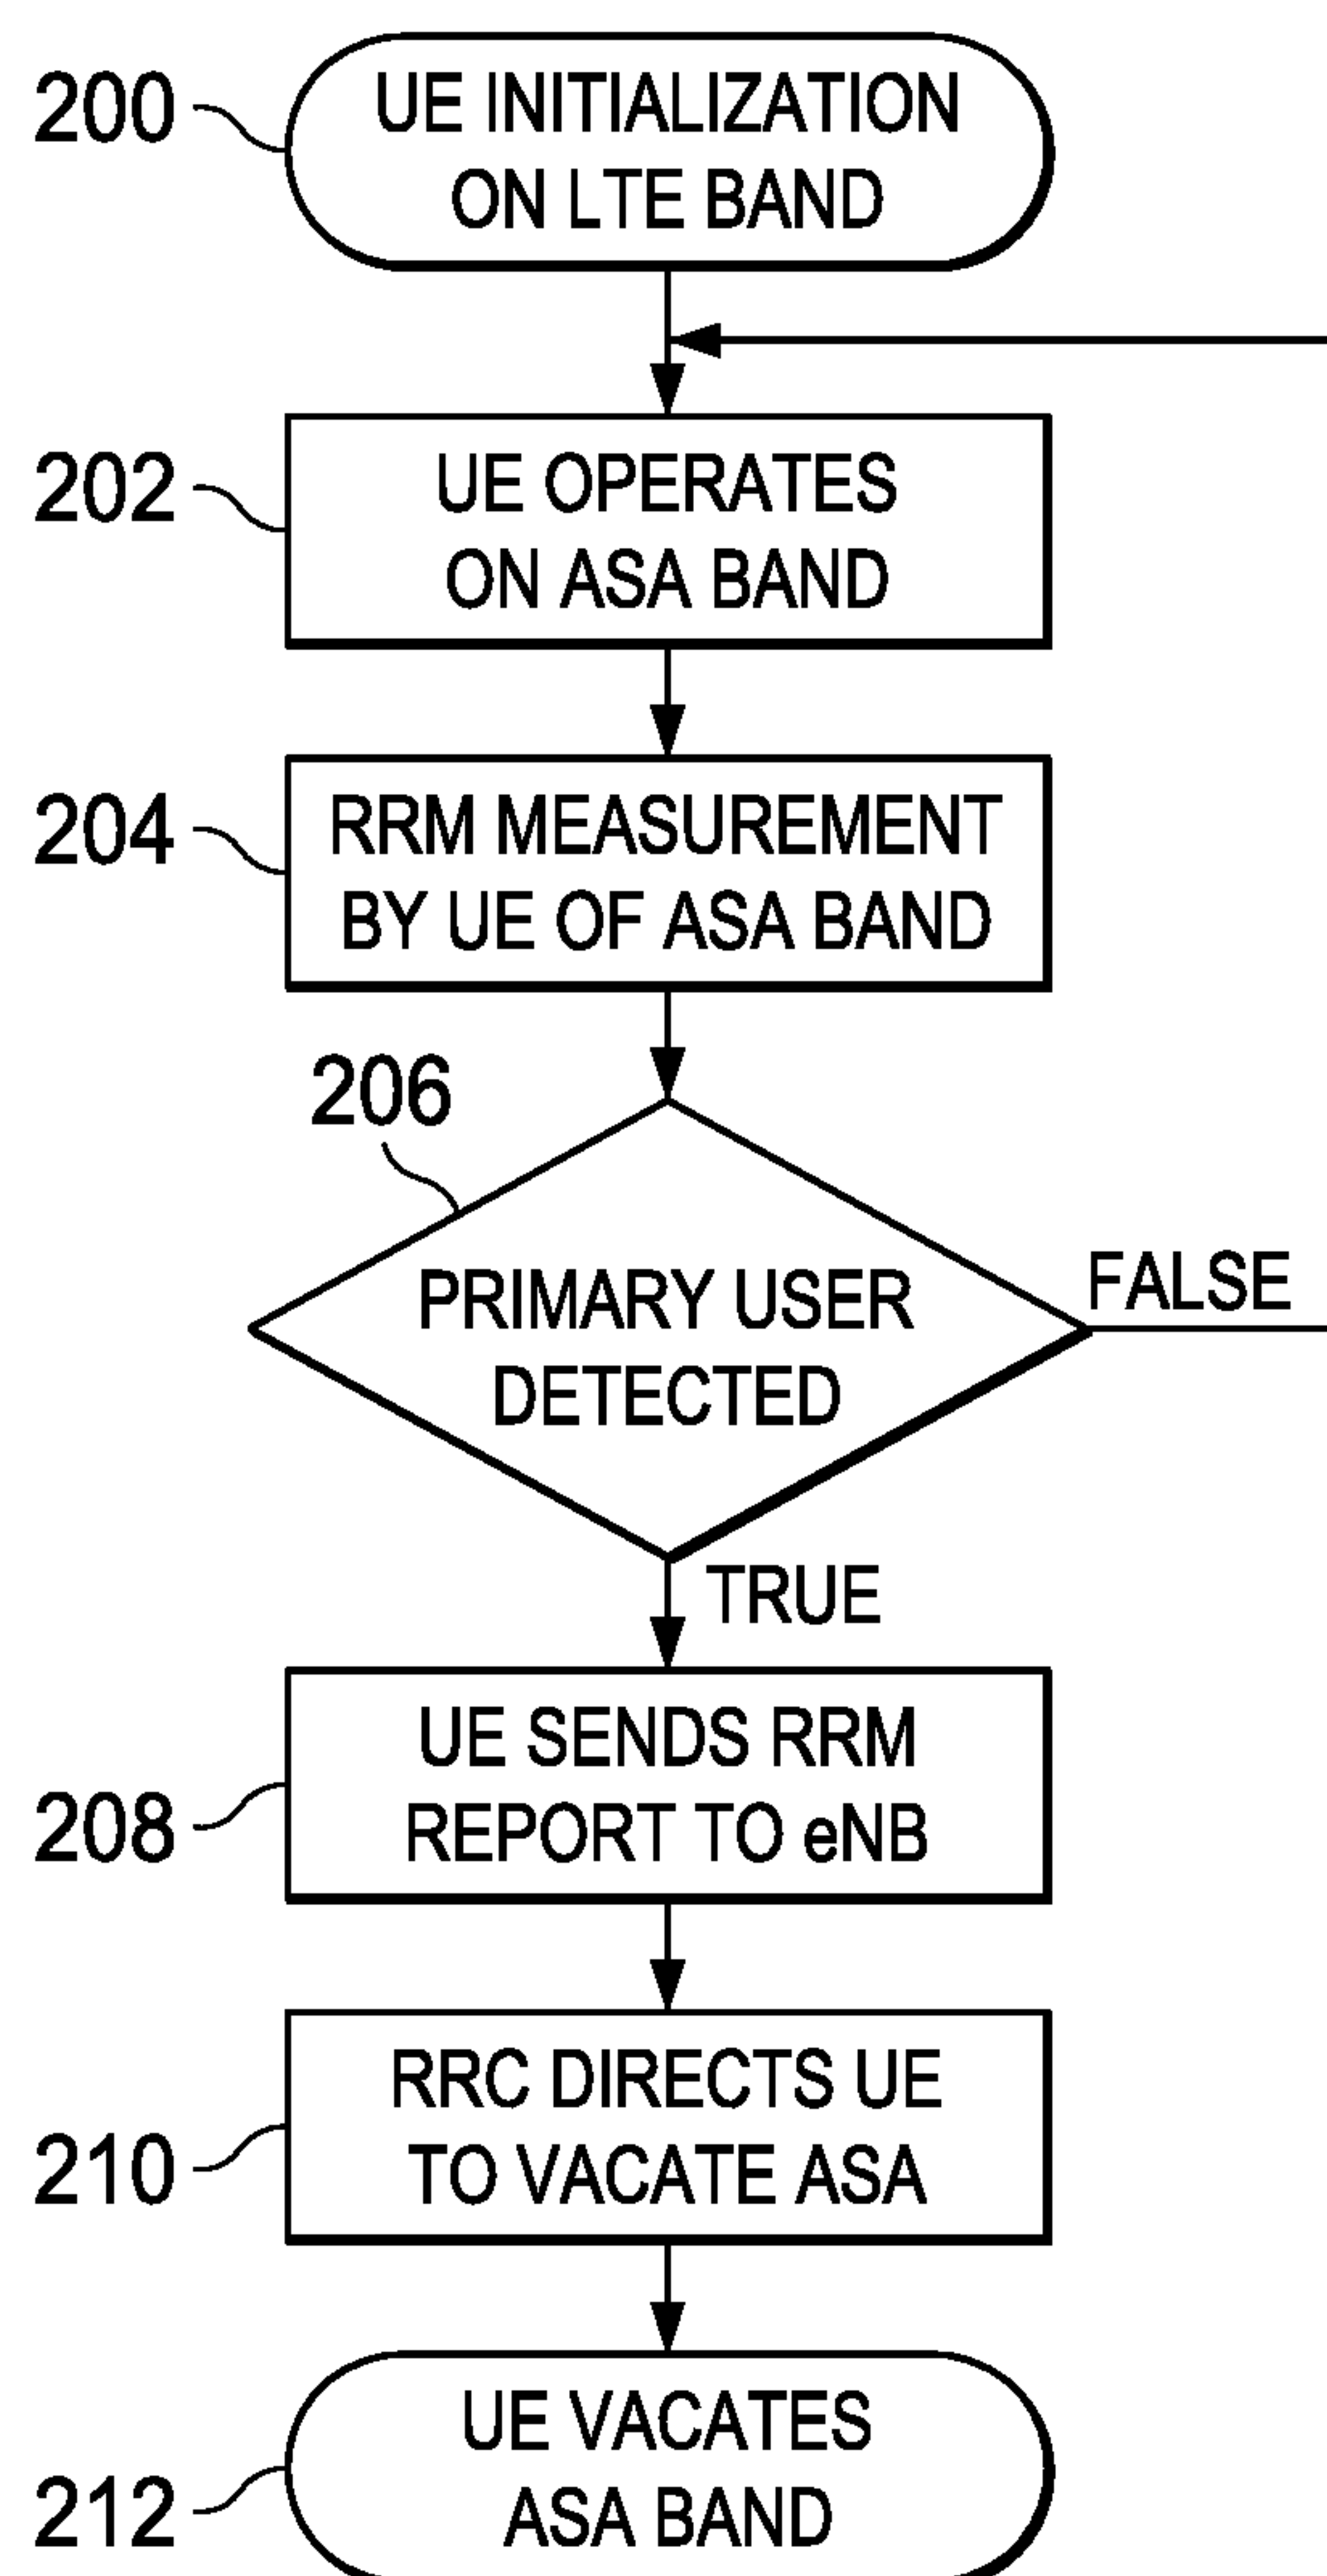 200
UE INITIALIZATION
ON LTE BAND
202
UE OPERATES
ON ASA BAND
204
RRM MEASUREMENT
BY UE OF ASA BAND
206
PRIMARY USER
DETECTED
FALSE
TRUE
208
UE SENDS RRM
REPORT TO eNB
210
RRC DIRECTS UE
TO VACATE ASA
212
UE VACATES
ASA BAND